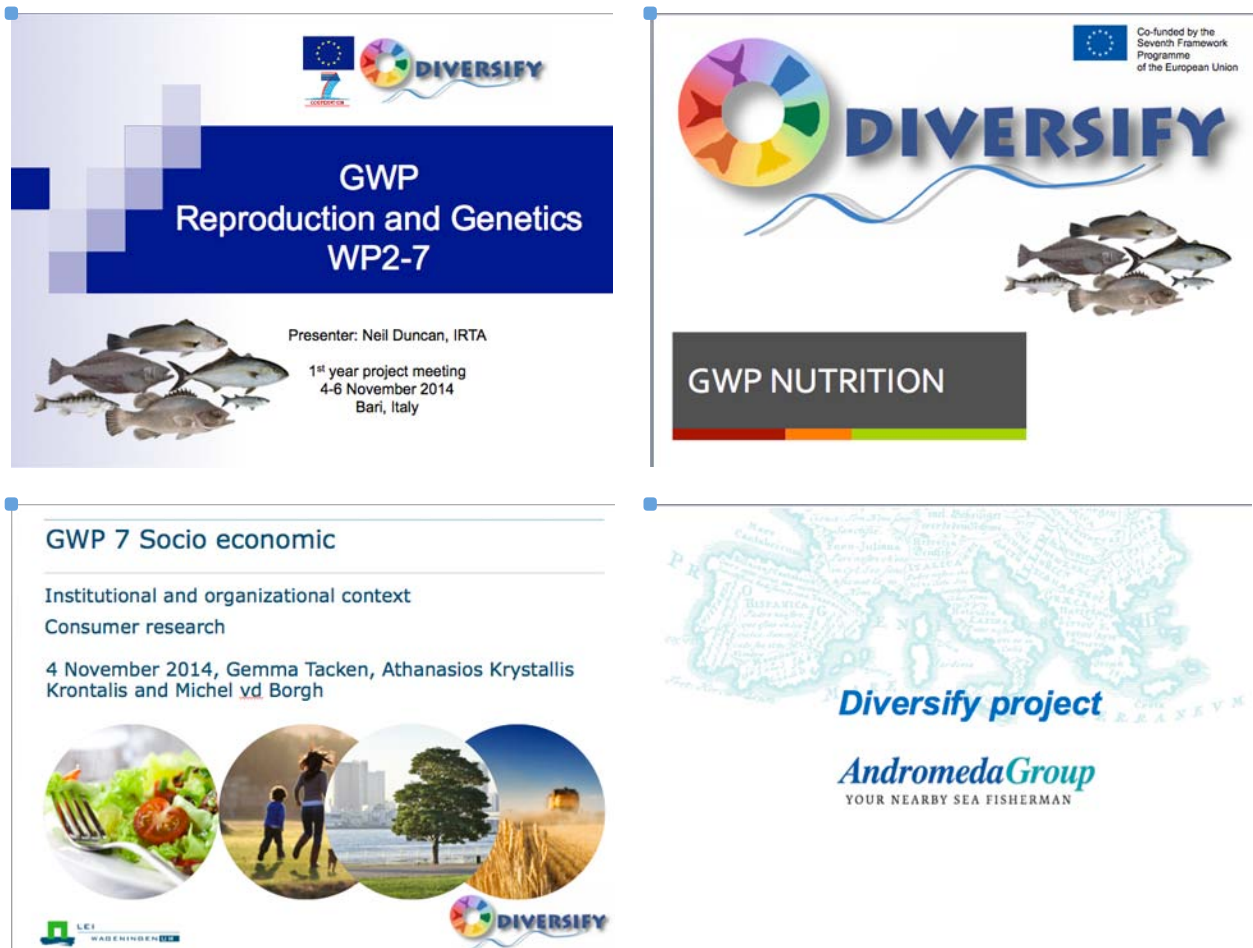 DIVERSIFY
COOPERATION
GWP
Reproduction and Genetics
WP2-7
Presenter: Neil Duncan, IRTA
1st year project meeting
4-6 November 2014
Bari, Italy
Co-funded by the
Seventh Framework
Programme
of the European Union
DIVERSIFY
GWP NUTRITION
GWP 7 Socio economic
Institutional and organizational context
Consumer research
4 November 2014, Gemma Tacken, Athanasios Krystallis
Krontalis and Michel vd Borgh
LEI
WAGENINGEN UR
DIVERSIFY
HISPANICA
Diversify project
AndromedaGroup
YOUR NEARBY SEA FISHERMAN